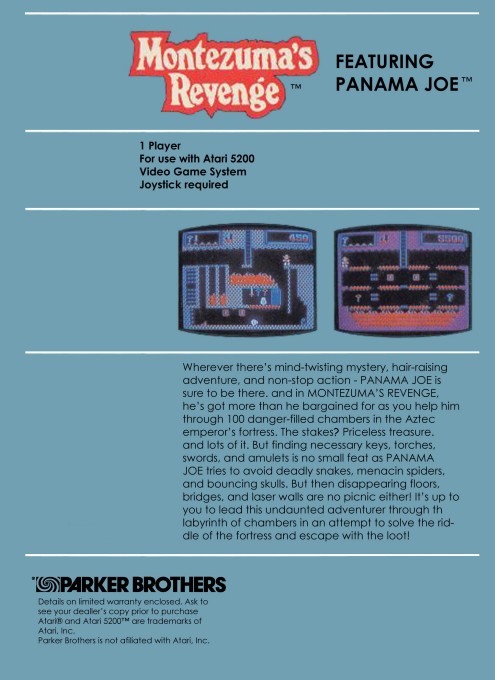 Montezuma's
Revenge ™
FEATURING
PANAMA JOE™
1 Player
For use with Atari 5200
Video Game System
Joystick required
450
5500
Wherever there's mind-twisting mystery, hair-raising
adventure, and non-stop action - PANAMA JOE is
sure to be there. and in MONTEZUMA'S REVENGE,
he's got more than he bargained for as you help him
through 100 danger-filled chambers in the Aztec
emperor's fortress. The stakes? Priceless treasure.
and lots of it. But finding necessary keys, torches,
swords, and amulets is no small feat as PANAMA
JOE tries to avoid deadly snakes, menacin spiders,
and bouncing skulls. But then disappearing floors,
bridges, and laser walls are no picnic either! It's up to
you to lead this undaunted adventurer through th
labyrinth of chambers in an attempt to solve the rid-
dle of the fortress and escape with the loot!
PARKER BROTHERS
Details on limited warranty enclosed. Ask to
see your dealler's copy prior to purchase
Atari® and Atari 5200™ are trademarks of
Atari, Inc.
Parker Brothers is not afiliated with Atari, Inc.